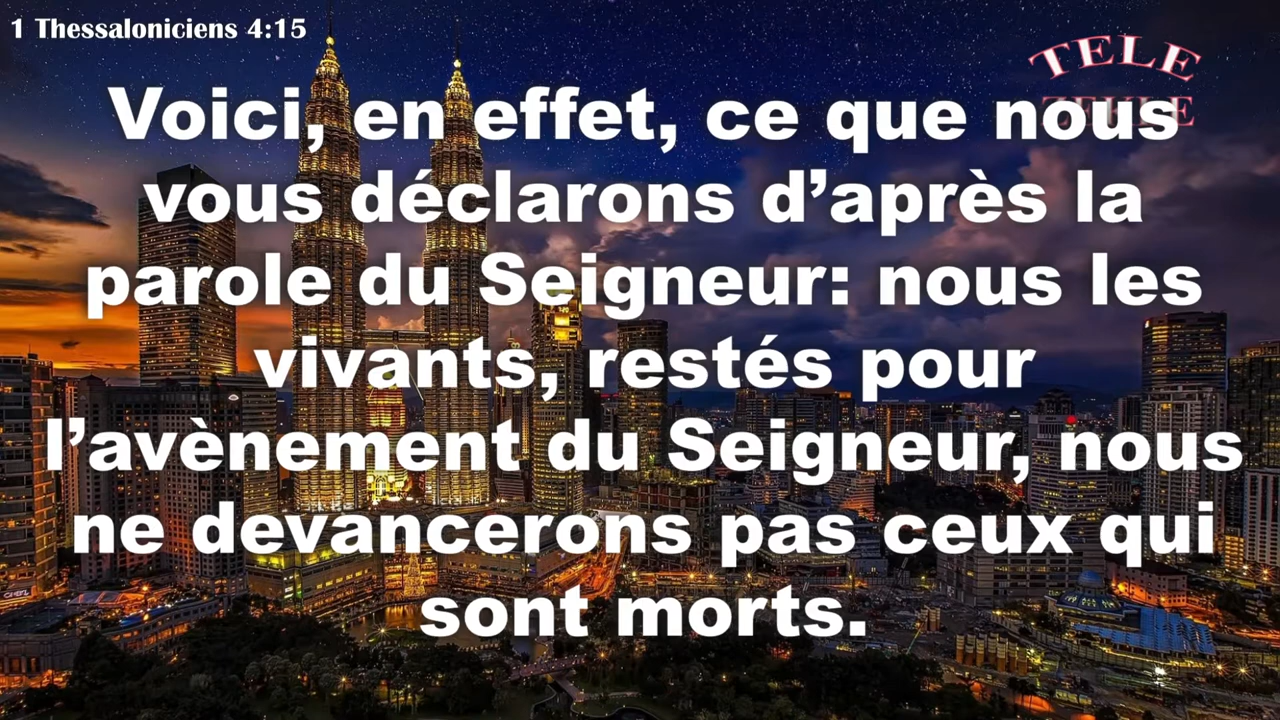 1 Thessaloniciens 4:15
TELE
Voici, en effet, ce que nous
vous déclarons d’après la
parole du Seigneur: nous les
vivants, restés pour
l’avènement du Seigneur, nous
ne devancerons pas ceux qui
sont morts.